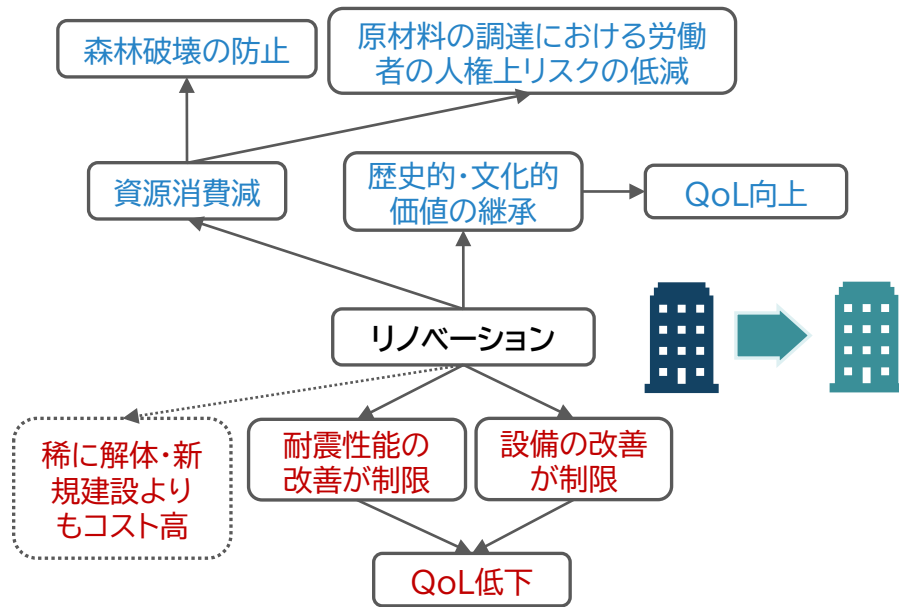 森林破壊の防止
原材料の調達における労働
者の人権上リスクの低減
資源消費減
歴史的・文化的
価値の継承
QoL向上
リノベーション
稀に解体・新
規建設より
もコスト高
耐震性能の
改善が制限
設備の改善
が制限
QoL低下